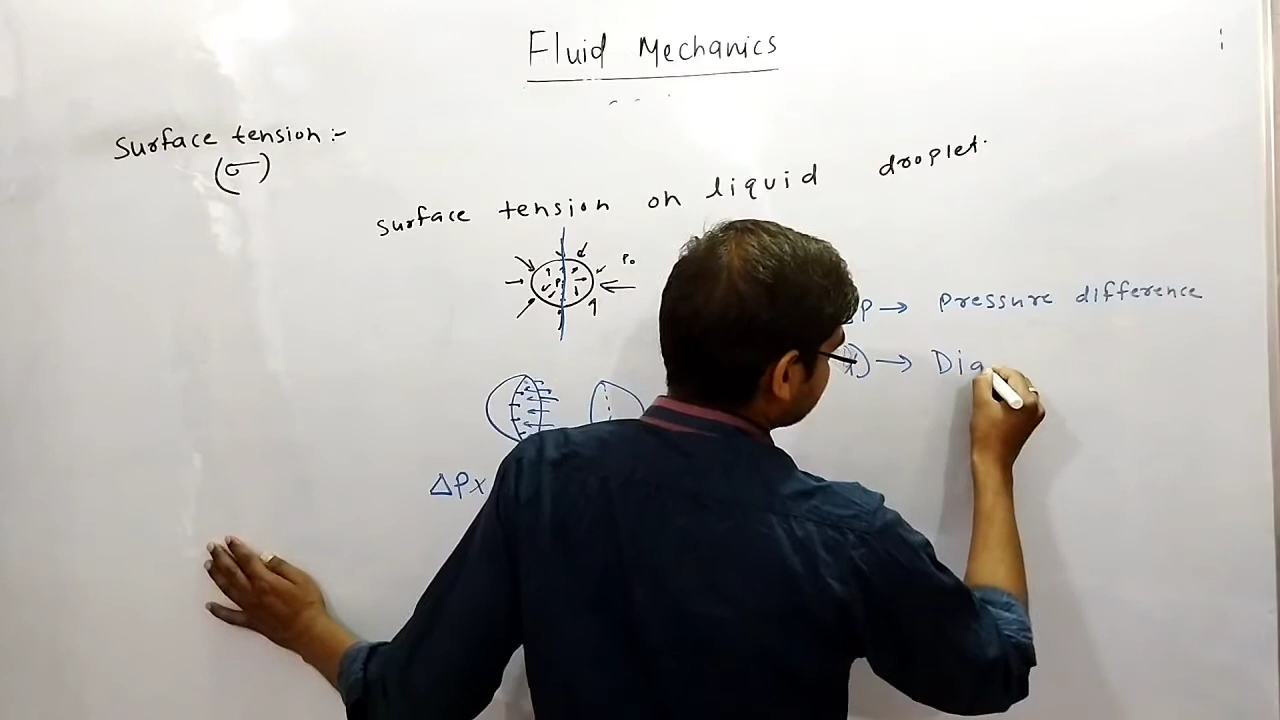 Fluid Mechanics
Surface tension :-
(σ)
surface tension on liquid droplet.
P₀
P
P → Pressure difference
) → Dia
ΔPx